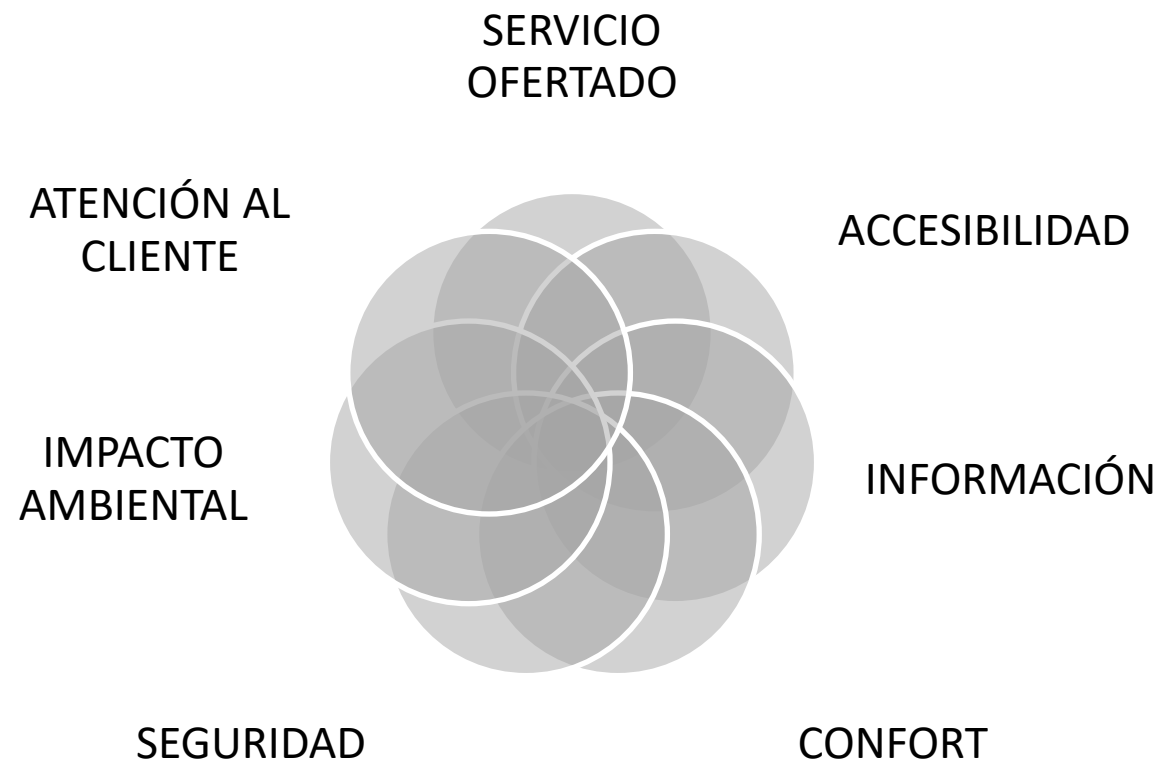 SERVICIO
OFERTADO
ACCESIBILIDAD
INFORMACIÓN
CONFORT
SEGURIDAD
IMPACTO
AMBIENTAL
ATENCIÓN AL
CLIENTE